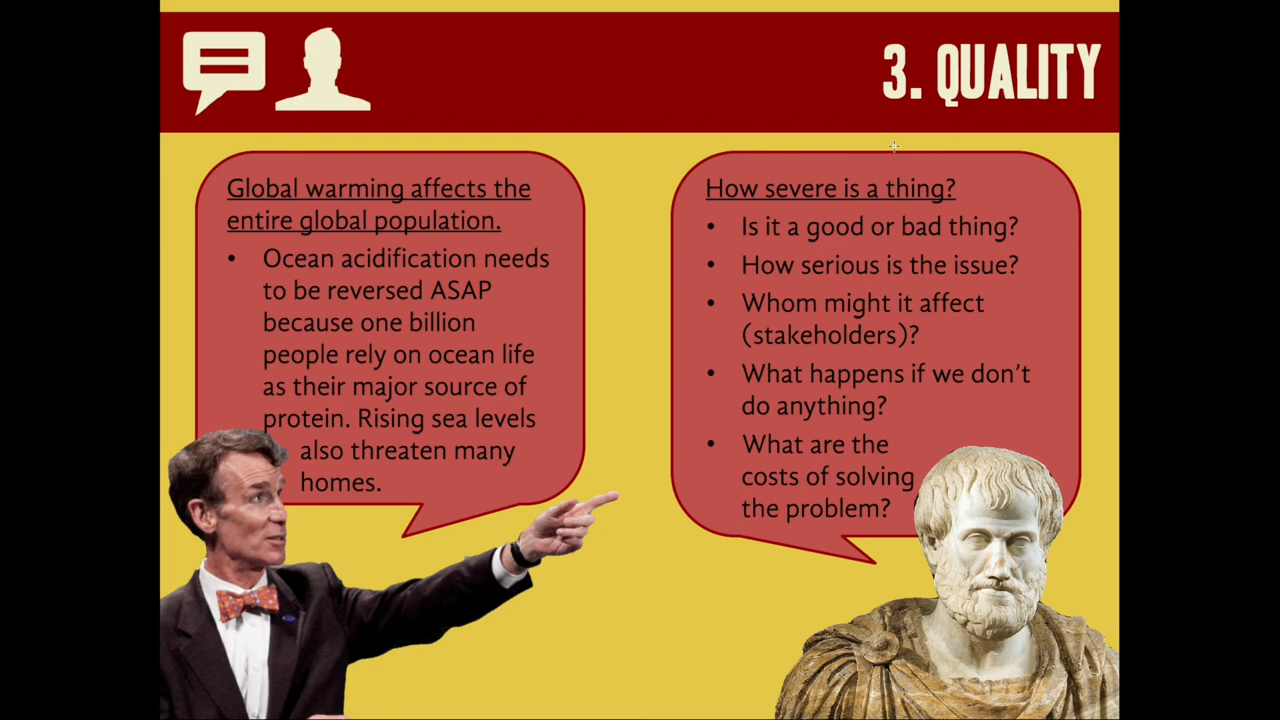 3. QUALITY
Global warming affects the
entire global population.
• Ocean acidification needs
to be reversed ASAP
because one billion
people rely on ocean life
as their major source of
protein. Rising sea levels
also threaten many
homes.
How severe is a thing?
• Is it a good or bad thing?
• How serious is the issue?
• Whom might it affect
(stakeholders)?
• What happens if we don't
do anything?
• What are the
costs of solving
the problem?